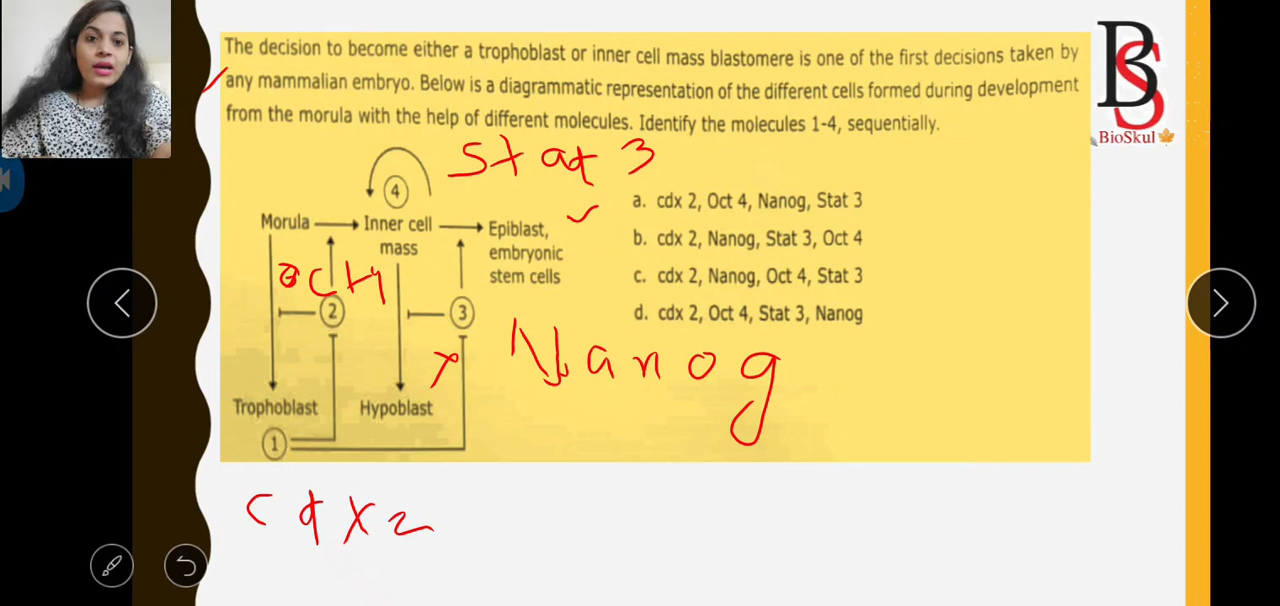 The decision to become either a trophoblast or inner cell mass blastomere is one of the first decisions taken by
any mammalian embryo. Below is a diagrammatic representation of the different cells formed during development
from the morula with the help of different molecules. Identify the molecules 1-4, sequentially.
BS
BioSkul
Stat 3
4
Morula
Inner cell
mass
Epiblast,
embryonic
stem cells
a. cdx 2, Oct 4, Nanog, Stat 3
b. cdx 2, Nanog, Stat 3, Oct 4
c. cdx 2, Nanog, Oct 4, Stat 3
d. cdx 2, Oct 4, Stat 3, Nanog
Oct4
2
3
Nanog
Trophoblast
Hypoblast
1
cdx2